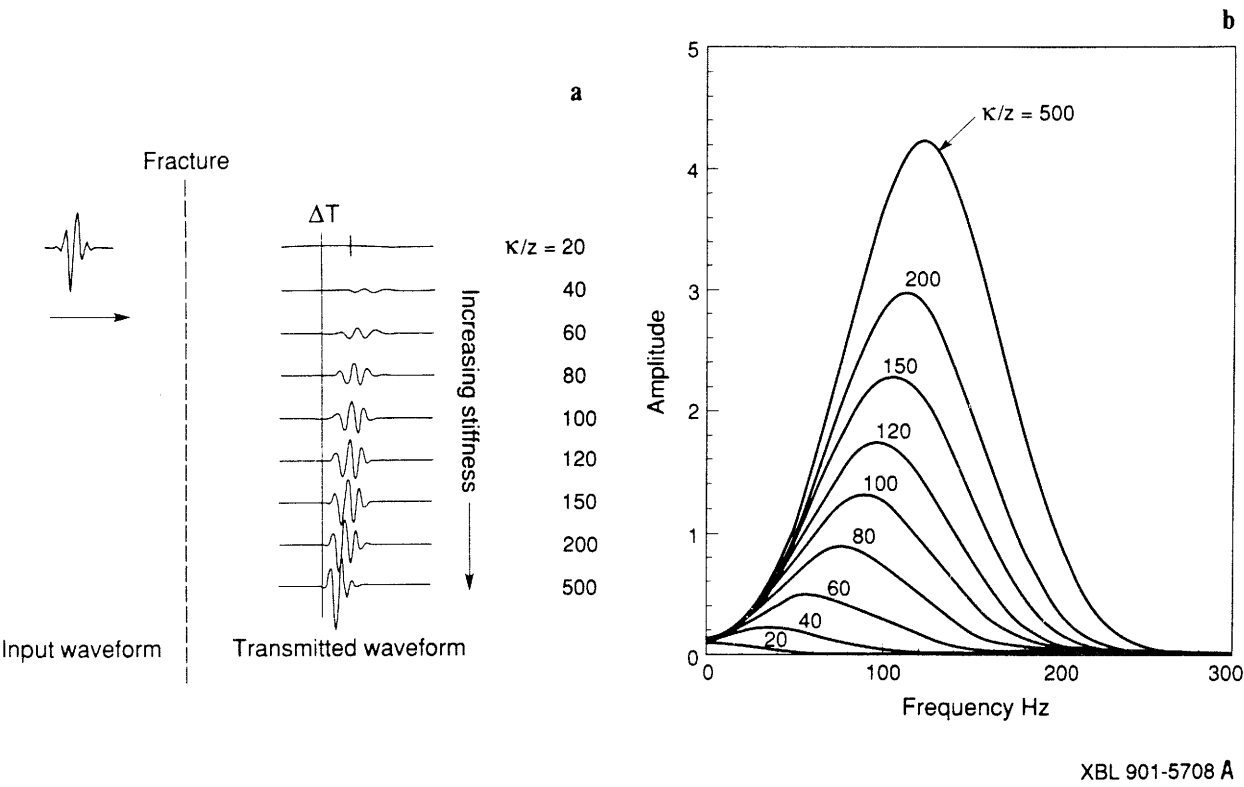 a
Fracture
ΔT
κ/z = 20
40
60
80
100
120
150
200
500
Increasing stiffness
Input waveform
Transmitted waveform
b
5
4
3
2
1
0
Amplitude
κ/z = 500
200
150
120
100
80
60
40
20
0
100
200
300
Frequency Hz
XBL 901-5708 A